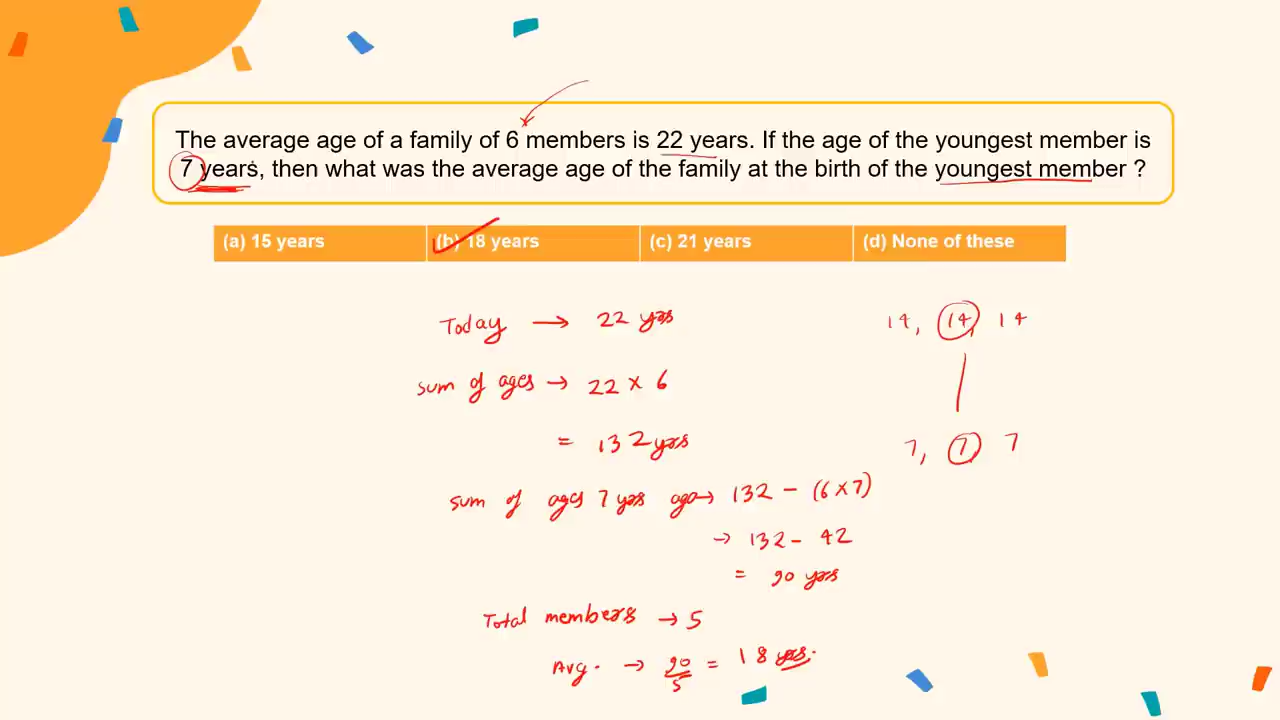 The average age of a family of 6 members is 22 years. If the age of the youngest member is
7 years, then what was the average age of the family at the birth of the youngest member ?
(a) 15 years (b) 18 years (c) 21 years (d) None of these
Today → 22 yrs
14, 14, 14
sum of ages → 22 × 6
= 132 yrs
7, 7, 7
sum of ages 7 yrs ago → 132 - (6×7)
→ 132 - 42
= 90 yrs
Total members → 5
Avg. → 90/5 = 18 yrs.